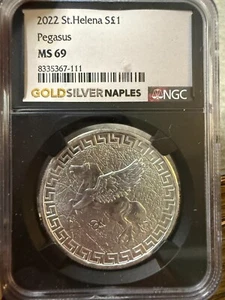 2022 St.Helena S£1
Pegasus
MS 69
8335367-111
GOLDSILVER NAPLES NGC